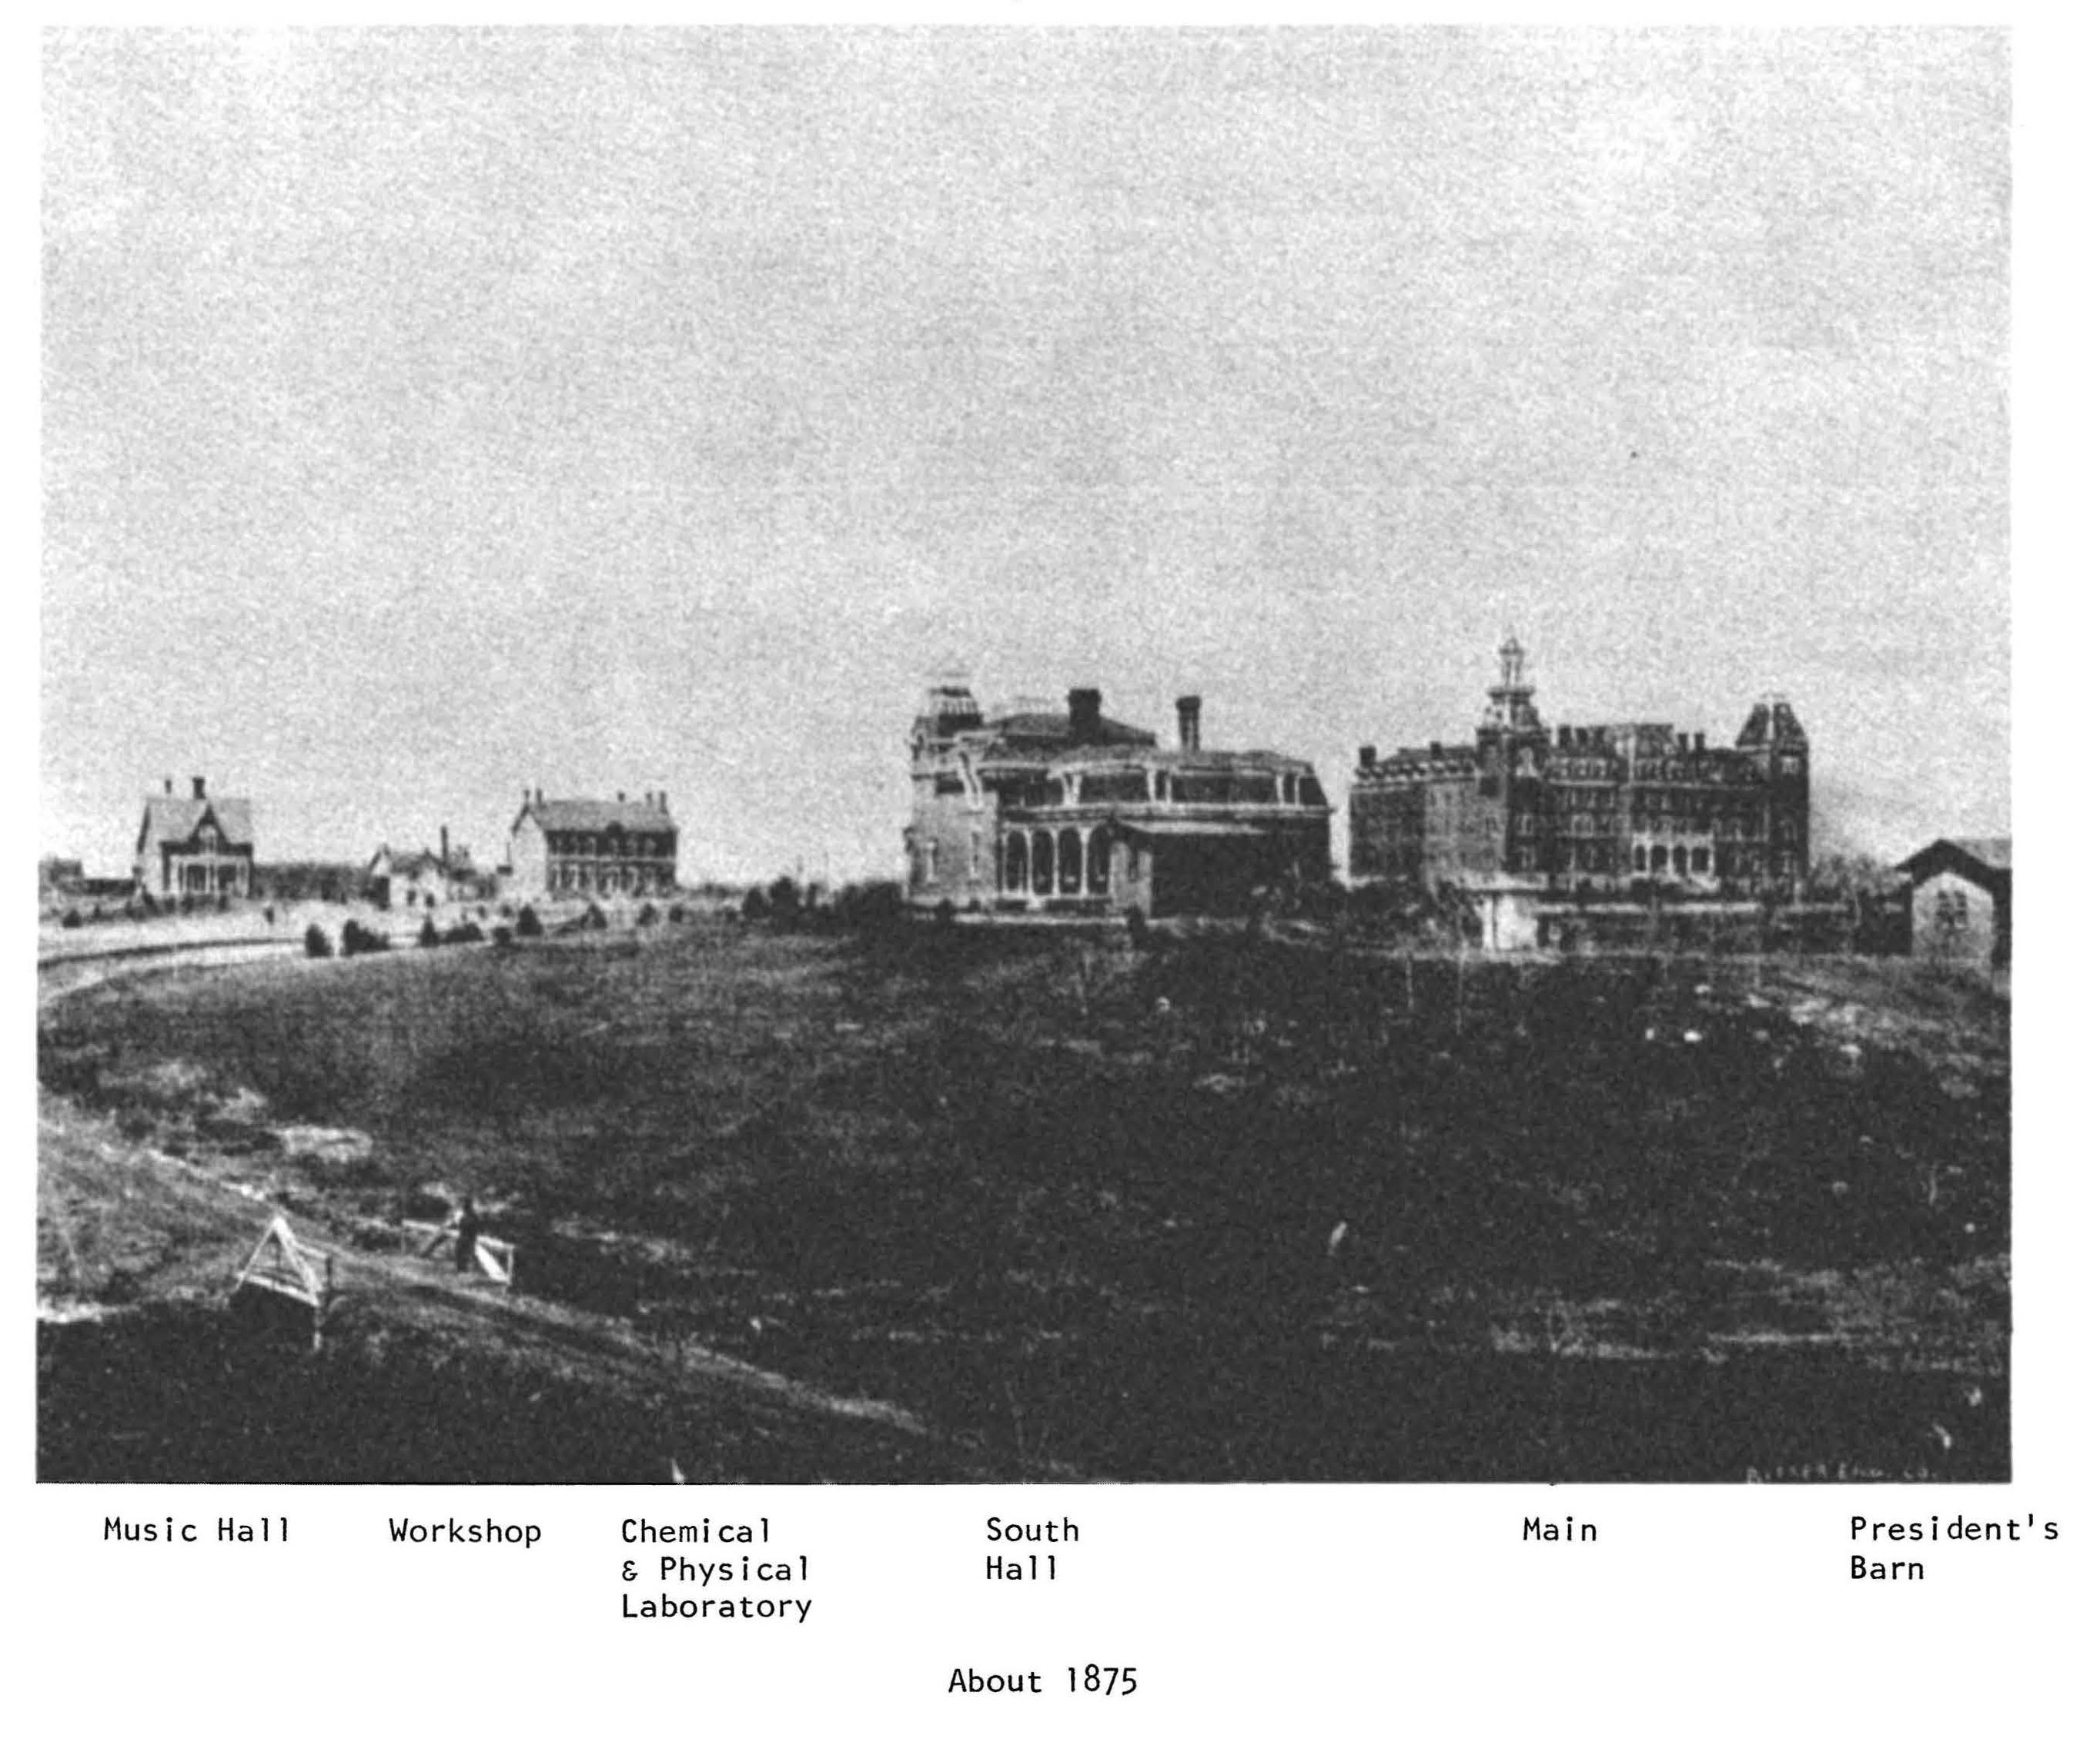 Music Hall
Workshop
Chemical
& Physical
Laboratory
South
Hall
Main
President's
Barn
About 1875